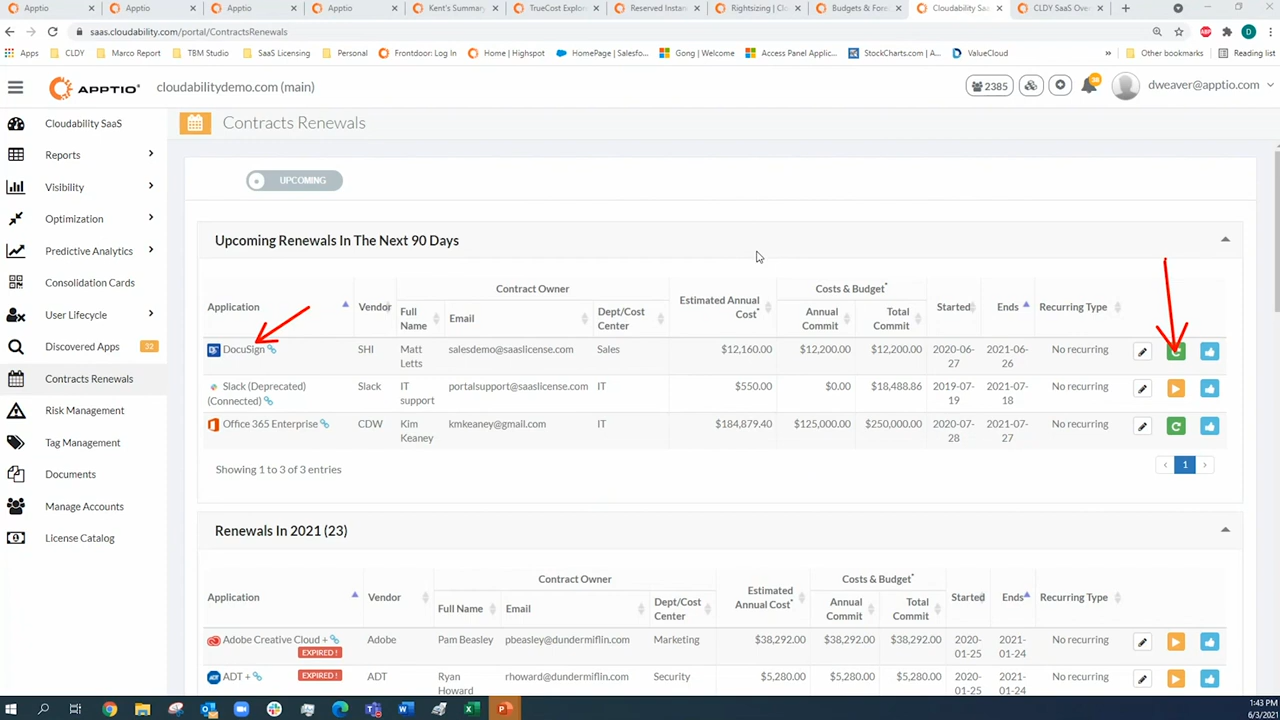 Apptio
Apptio
Apptio
Apptio
Kent's Summary
TrueCost Explor
Reserved Instan
Rightsizing | Clo
Budgets & Fore
Cloudability Saa
CLDY SaaS Ove
saas.cloudability.com/portal/ContractsRenewals
Apps
CLDY
Marco Report
TBM Studio
SaaS Licensing
Personal
Frontdoor: Log In
Home | Highspot
HomePage | Salesfo...
Gong | Welcome
Access Panel Applic...
StockCharts.com | A...
ValueCloud
»
Other bookmarks
Reading list
APPTIO
cloudabilitydemo.com (main)
2385
dweaver@apptio.com
Cloudability SaaS
Reports
Visibility
Optimization
Predictive Analytics
Consolidation Cards
User Lifecycle
Discovered Apps 32
Contracts Renewals
Risk Management
Tag Management
Documents
Manage Accounts
License Catalog
Contracts Renewals
UPCOMING
Upcoming Renewals In The Next 90 Days
Contract Owner
Costs & Budget*
Application
Vendor
Full Name
Email
Dept/Cost Center
Estimated Annual Cost*
Annual Commit
Total Commit
Started
Ends
Recurring Type
DocuSign SHI Matt Letts salesdemo@saaslicense.com Sales $12,160.00 $12,200.00 $12,200.00 2020-06-27 2021-06-26 No recurring
Slack (Deprecated) (Connected) Slack IT support portalsupport@saaslicense.com IT $550.00 $0.00 $18,488.86 2019-07-19 2021-07-18 No recurring
Office 365 Enterprise CDW Kim Keaney kmkeaney@gmail.com IT $184,879.40 $125,000.00 $250,000.00 2020-07-28 2021-07-27 No recurring
Showing 1 to 3 of 3 entries
‹ 1 ›
Renewals In 2021 (23)
Contract Owner
Costs & Budget*
Application
Vendor
Full Name
Email
Dept/Cost Center
Estimated Annual Cost*
Annual Commit
Total Commit
Started
Ends
Recurring Type
Adobe Creative Cloud + EXPIRED ! Adobe Pam Beasley pbeasley@dundermiflin.com Marketing $38,292.00 $38,292.00 $38,292.00 2020-01-25 2021-01-24 No recurring
ADT + EXPIRED ! ADT Ryan Howard rhoward@dundermiflin.com Security $5,280.00 $5,280.00 $5,280.00 2020-01-25 2021-01-24 No recurring
1:43 PM
6/3/2021